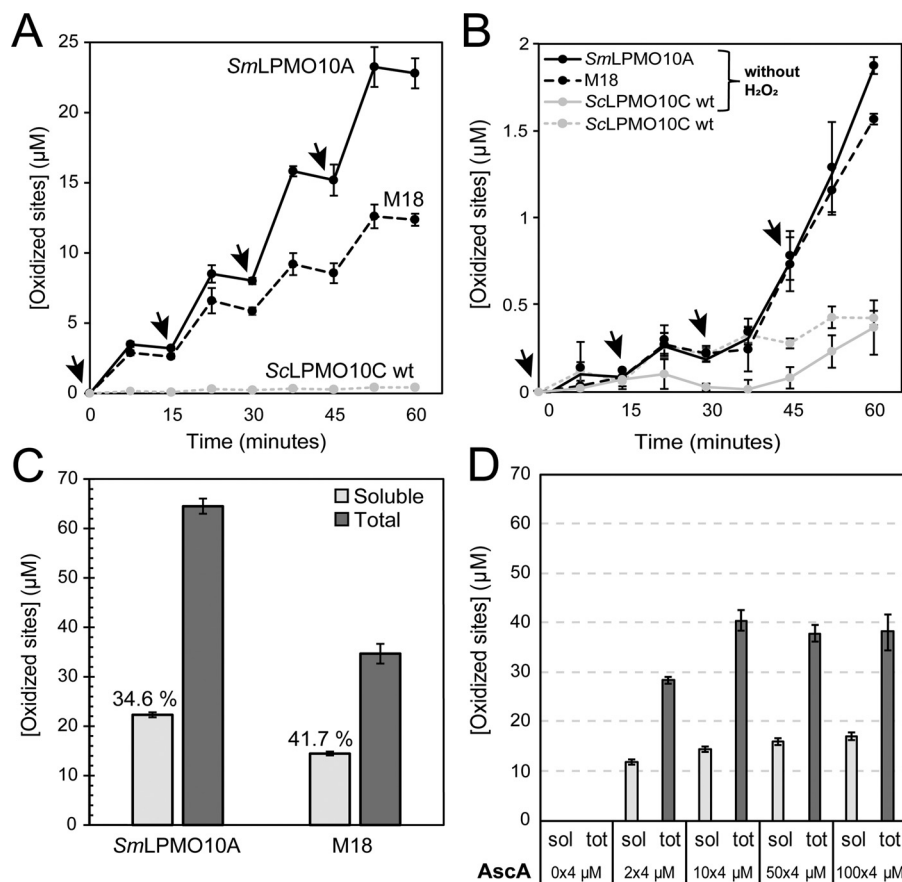 A
[Oxidized sites] (µM)
25
20
15
10
5
0
0 15 30 45 60
Time (minutes)
SmLPMO10A
M18
ScLPMO10C wt
B
[Oxidized sites] (µM)
2
1.5
1
0.5
0
0 15 30 45 60
Time (minutes)
SmLPMO10A
M18
ScLPMO10C wt
ScLPMO10C wt
without
H₂O₂
C
[Oxidized sites] (µM)
70
60
50
40
30
20
10
0
Soluble
Total
34.6 %
41.7 %
SmLPMO10A M18
D
[Oxidized sites] (µM)
70
60
50
40
30
20
10
0
sol tot sol tot sol tot sol tot sol tot
AscA 0x4 µM 2x4 µM 10x4 µM 50x4 µM 100x4 µM